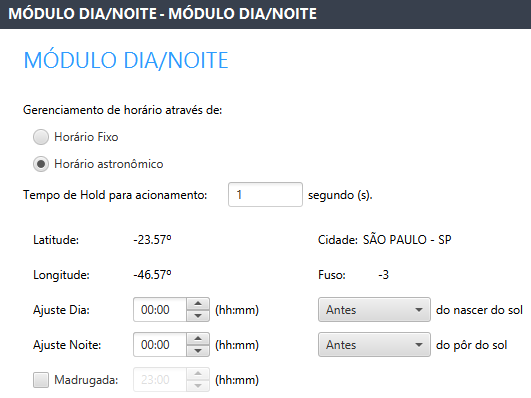 MÓDULO DIA/NOITE - MÓDULO DIA/NOITE
MÓDULO DIA/NOITE
Gerenciamento de horário através de:
Horário Fixo
Horário astronômico
Tempo de Hold para acionamento: 1 segundo (s).
Latitude: -23.57º Cidade: SÃO PAULO - SP
Longitude: -46.57º Fuso: -3
Ajuste Dia: 00:00 (hh:mm) Antes do nascer do sol
Ajuste Noite: 00:00 (hh:mm) Antes do pôr do sol
Madrugada: 23:00 (hh:mm)